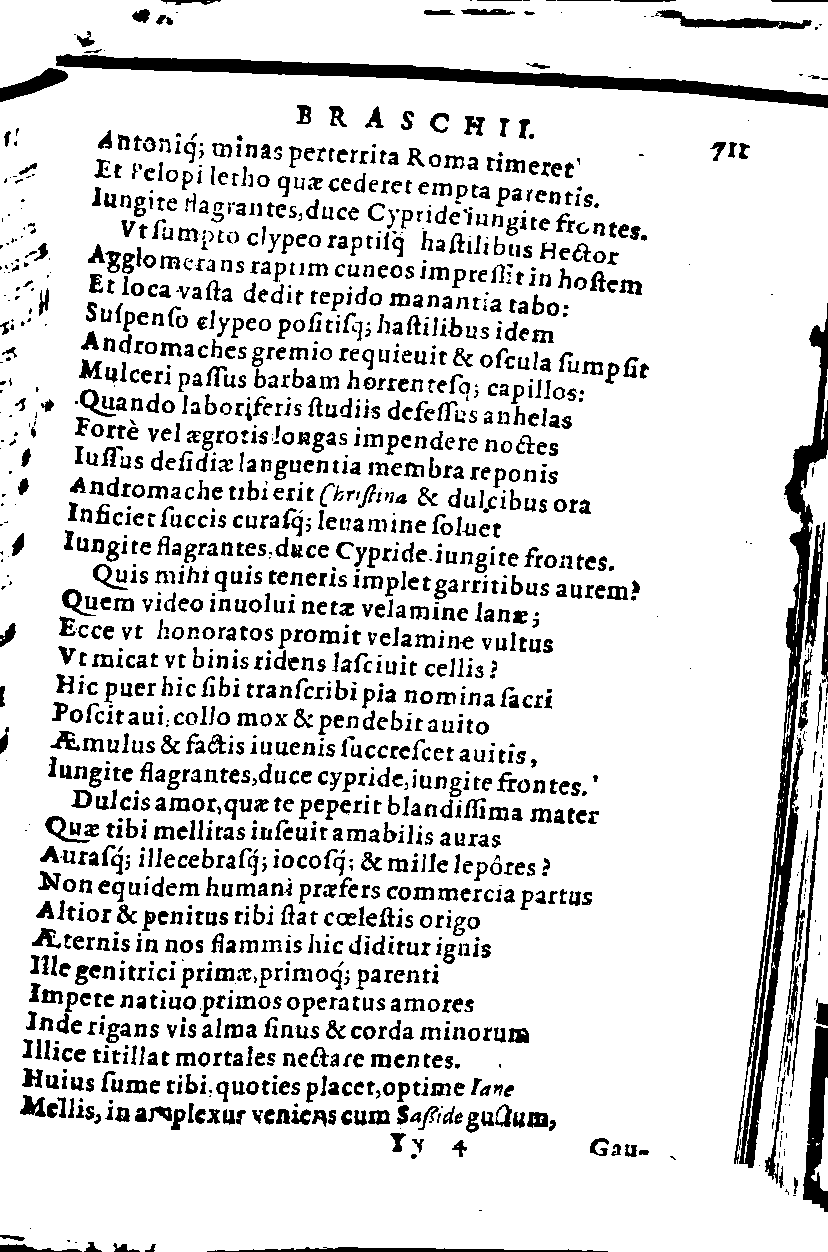 BRASCHII.
711
Antoniq́; minas perterrita Roma timeret
Et Pelopi letho quæ cederet empta parentis.
Iungite flagrantes, duce Cypride iungite frontes.
Vt ſumpto clypeo raptiſq́ haſtilibus Hector
Agglomerans raptim cuneos impreſſit in hoſtem
Et loca vaſta dedit tepido manantia tabo:
Suſpenſo clypeo poſitiſq; haſtilibus idem
Andromaches gremio requieuit & oſcula ſumpſit
Mulceri paſſus barbam horrenteſq; capillos:
Quando laboriferis ſtudiis defeſſus anhelas
Fortè vel ægrotis longas impendere noctes
Iuſſus deſidiæ languentia membra reponis
Andromache tibi erit Chriſtina & dulcibus ora
Inficiet ſuccis curaſq́; leuamine ſoluet
Iungite flagrantes, duce Cypride iungite frontes.
Quis mihi quis teneris implet garritibus aurem?
Quem video inuolui netæ velamine lanæ;
Ecce vt honoratos promit velamine vultus
Vt micat vt binis ridens laſciuit cellis?
Hic puer hic ſibi tranſcribi pia nomina ſacri
Poſcit aui, collo mox & pendebit auito
Æmulus & factis iuuenis ſuccreſcet auitis,
Iungite flagrantes, duce cypride, iungite frontes.
Dulcis amor, quæ te peperit blandiſſima mater
Quæ tibi mellitas inſeuit amabilis auras
Auraſq́; illecebraſq́; iocoſq́; & mille lepôres?
Non equidem humani præfers commercia partus
Altior & penitus tibi ſtat cœleſtis origo
Æternis in nos flammis hic diditur ignis
Ille genitrici primæ, primoq́; parenti
Impete natiuo primos operatus amores
Inde rigans vis alma ſinus & corda minorum
Illice titillat mortales nectare mentes.
Huius ſume tibi, quoties placet, optime Iane
Mellis, in amplexur veniens cum Saſſide guſtum,
Yy 4
Gau-